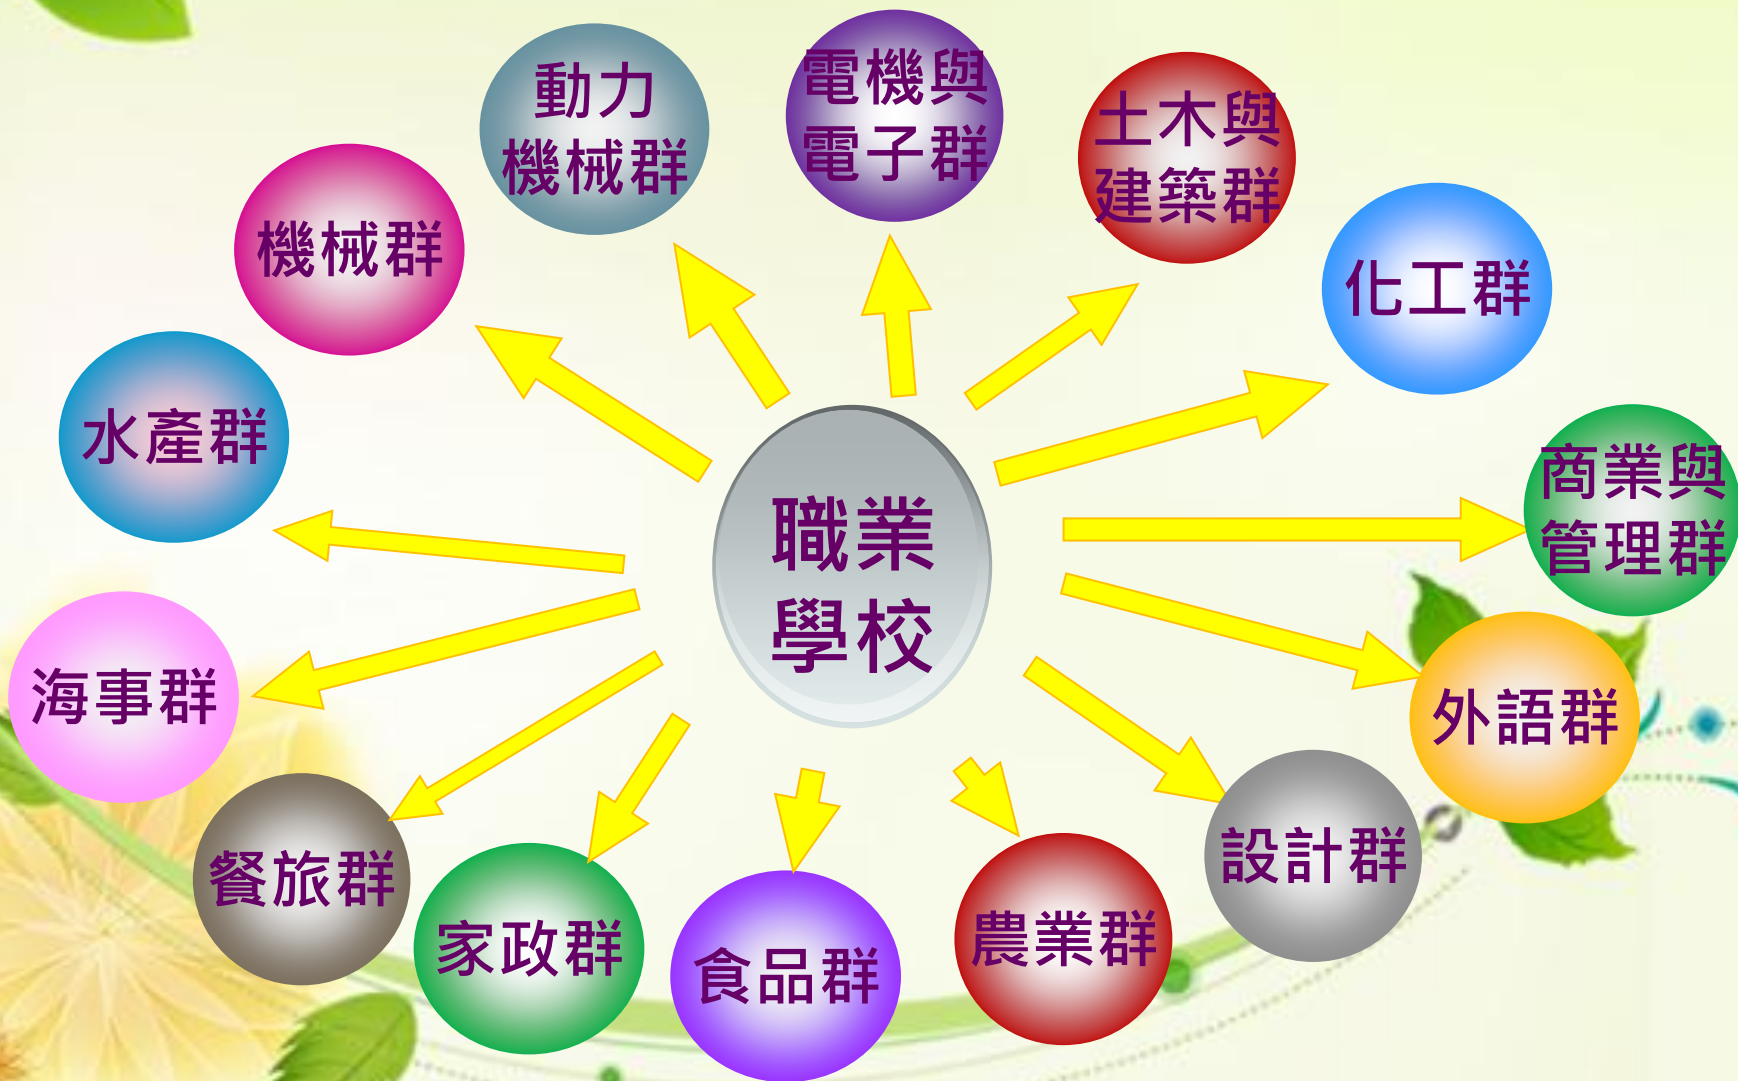 動力
機械群
電機與
電子群
土木與
建築群
機械群
化工群
水產群
商業與
管理群
職業
學校
海事群
外語群
餐旅群
設計群
家政群
食品群
農業群